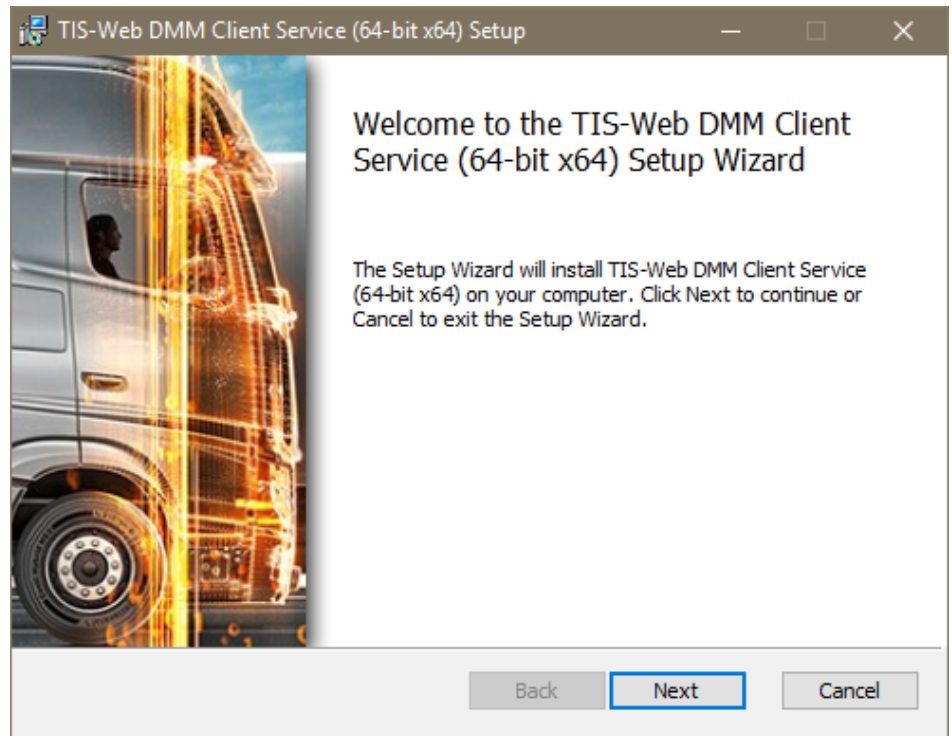 TIS-Web DMM Client Service (64-bit x64) Setup
Welcome to the TIS-Web DMM Client
Service (64-bit x64) Setup Wizard
The Setup Wizard will install TIS-Web DMM Client Service
(64-bit x64) on your computer. Click Next to continue or
Cancel to exit the Setup Wizard.
Back
Next
Cancel